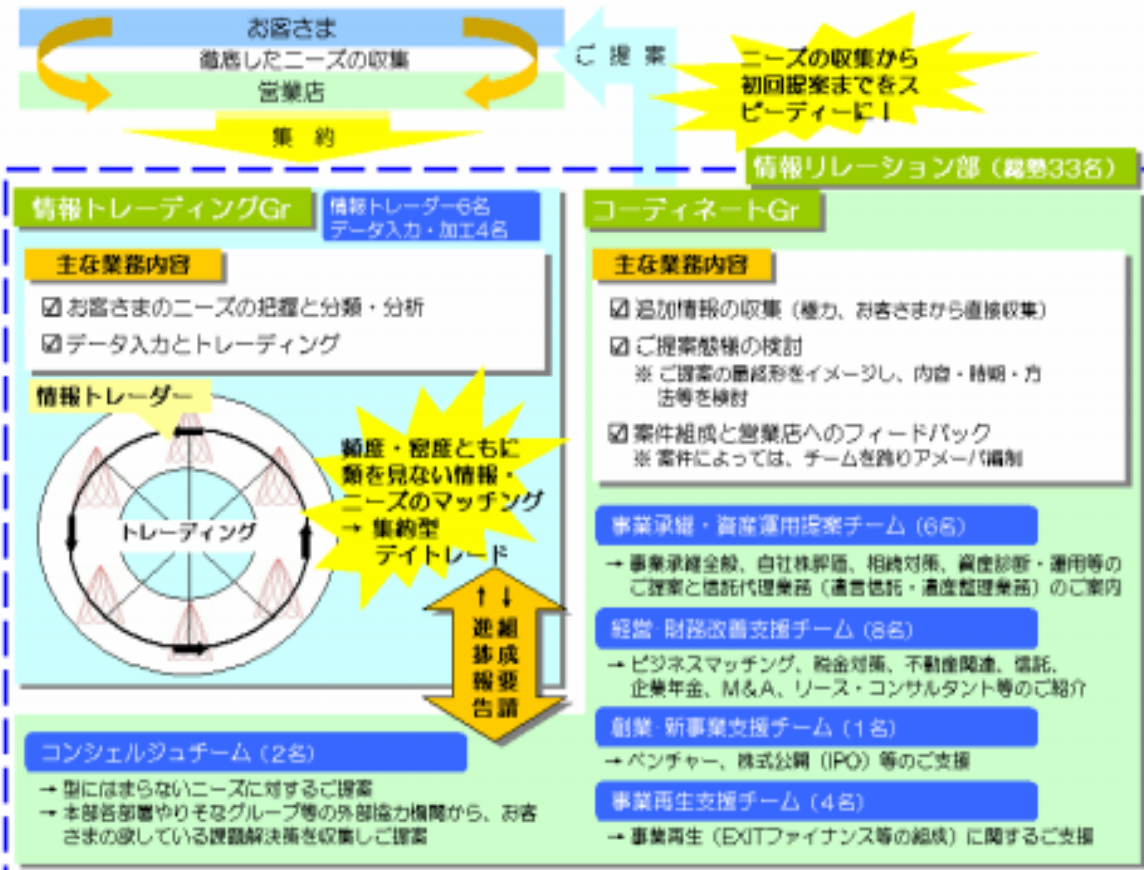 お客さま
徹底したニーズの収集
営業店
集 約
ご 提 案
ニーズの収集から
初回提案までをス
ピーディーに！
情報リレーション部（総勢33名）
情報トレーディングGr
情報トレーダー6名
データ入力・加工4名
主な業務内容
☑お客さまのニーズの把握と分類・分析
☑データ入力とトレーディング
情報トレーダー
トレーディング
頻度・密度ともに
類を見ない情報・
ニーズのマッチング
→ 集約型
デイトレード
↑↓
組成要請
進捗報告
コンシェルジュチーム（2名）
→ 型にはまらないニーズに対するご提案
→ 本部各部署やりそなグループ等の外部協力機関から、お客
さまの欲している課題解決策を収集しご提案
コーディネートGr
主な業務内容
☑追加情報の収集（極力、お客さまから直接収集）
☑ご提案態様の検討
※ ご提案の最終形をイメージし、内容・時期・方
法等を検討
☑案件組成と営業店へのフィードバック
※ 案件によっては、チームを跨りアメーバ編制
事業承継・資産運用提案チーム（6名）
→ 事業承継全般、自社株評価、相続対策、資産診断・運用等の
ご提案と信託代理業務（遺言信託・遺産整理業務）のご案内
経営・財務改善支援チーム（8名）
→ ビジネスマッチング、税金対策、不動産関連、信託、
企業年金、M&A、リース・コンサルタント等のご紹介
創業・新事業支援チーム（1名）
→ ベンチャー、株式公開（IPO）等のご支援
事業再生支援チーム（4名）
→ 事業再生（EXITファイナンス等の組成）に関するご支援